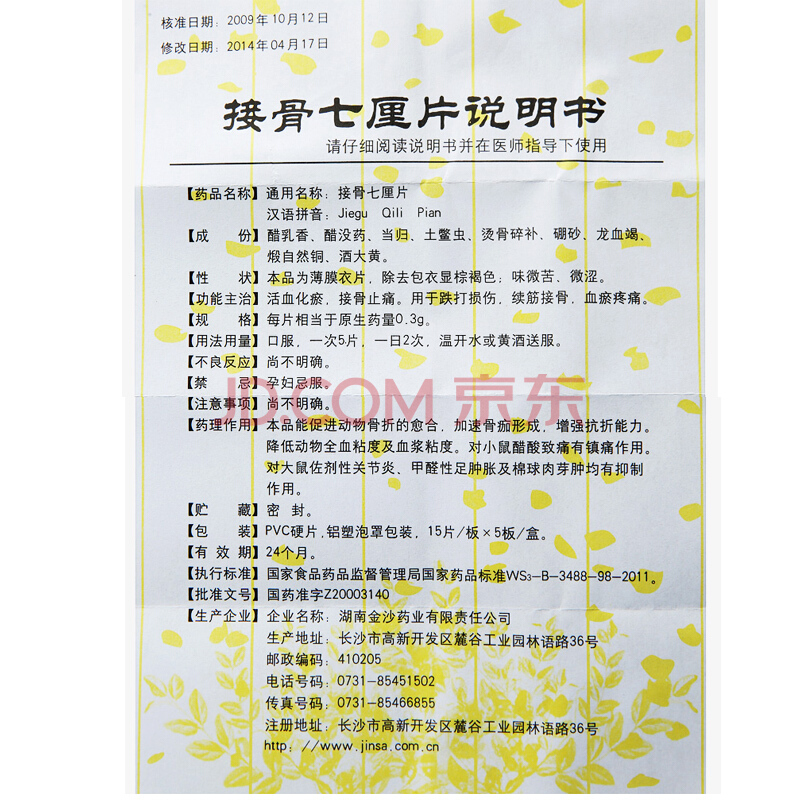 核准日期：2009年10月12日
修改日期：2014年04月17日
接骨七厘片说明书
请仔细阅读说明书并在医师指导下使用
【药品名称】通用名称：接骨七厘片
汉语拼音：Jiegu Qili Pian
【成 份】醋乳香、醋没药、当归、土鳖虫、烫骨碎补、硼砂、龙血竭、
煅自然铜、酒大黄。
【性 状】本品为薄膜衣片，除去包衣显棕褐色；味微苦、微涩。
【功能主治】活血化瘀，接骨止痛。用于跌打损伤，续筋接骨，血瘀疼痛。
【规 格】每片相当于原生药量0.3g。
【用法用量】口服，一次5片，一日2次，温开水或黄酒送服。
【不良反应】尚不明确。
【禁 忌】孕妇忌服。
【注意事项】尚不明确。
JD.COM 京东
【药理作用】本品能促进动物骨折的愈合，加速骨痂形成，增强抗折能力。
降低动物全血粘度及血浆粘度。对小鼠醋酸致痛有镇痛作用。
对大鼠佐剂性关节炎、甲醛性足肿胀及棉球肉芽肿均有抑制
作用。
【贮 藏】密 封。
【包 装】PVC硬片,铝塑泡罩包装，15片/板×5板/盒。
【有 效 期】24个月。
【执行标准】国家食品药品监督管理局国家药品标准WS₃-B-3488-98-2011。
【批准文号】国药准字Z20003140
【生产企业】企业名称：湖南金沙药业有限责任公司
生产地址：长沙市高新开发区麓谷工业园林语路36号
邮政编码：410205
电话号码：0731-85451502
传真号码：0731-85466855
注册地址：长沙市高新开发区麓谷工业园林语路36号
http：//www.jinsa.com.cn